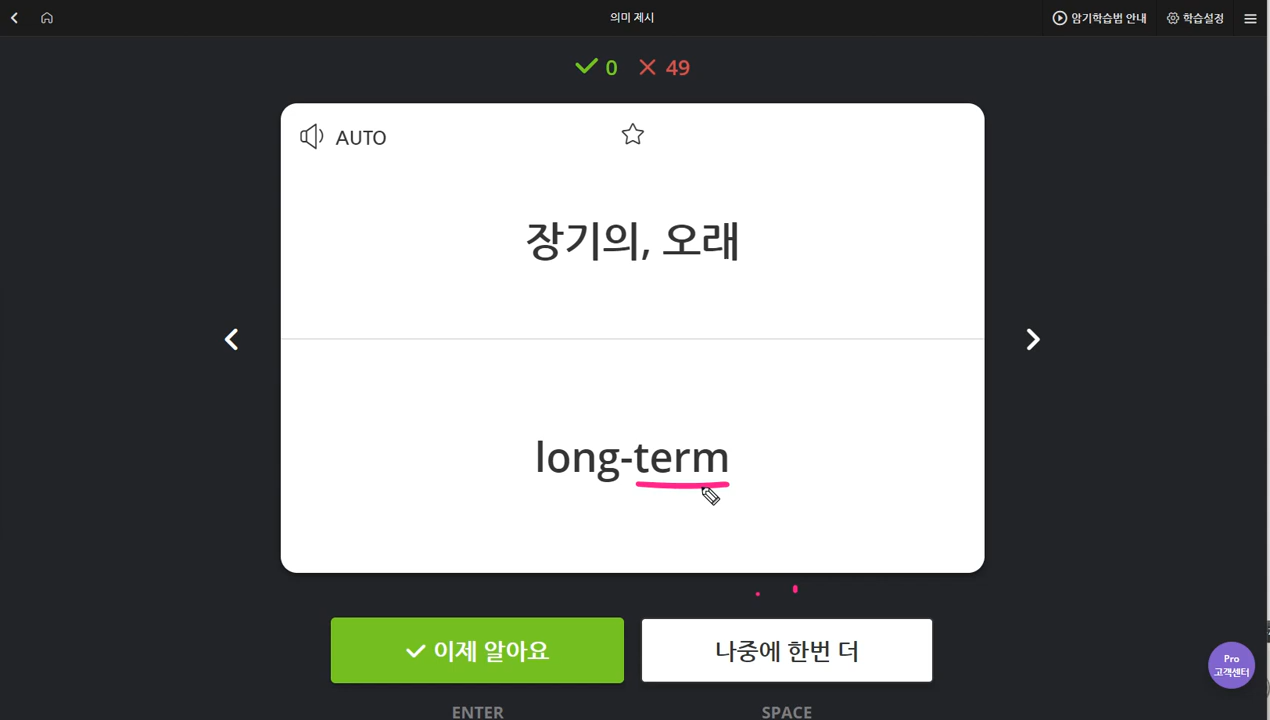 의미 제시
암기학습법 안내
학습설정
0 49
AUTO
장기의, 오래
long-term
이제 알아요
나중에 한번 더
Pro
고객센터
ENTER
SPACE